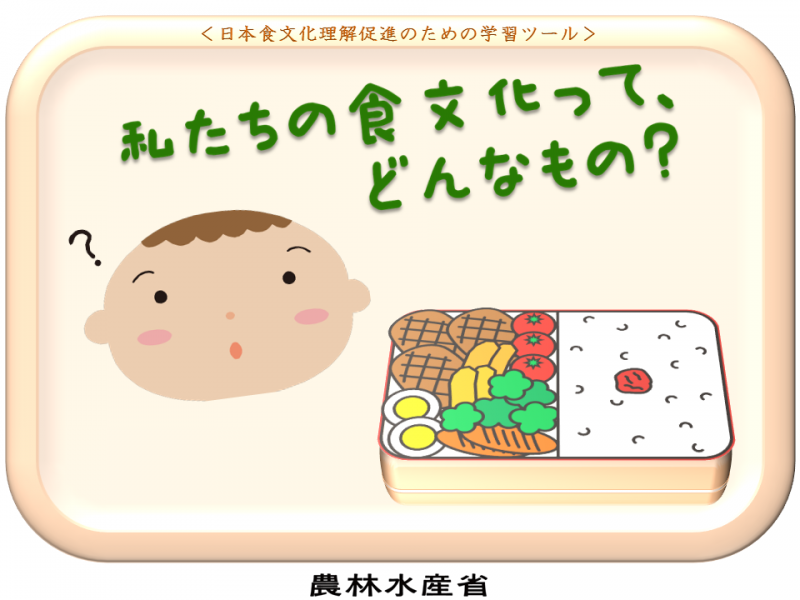 ＜日本食文化理解促進のための学習ツール＞
私たちの食文化って、
どんなもの?
?
農林水産省